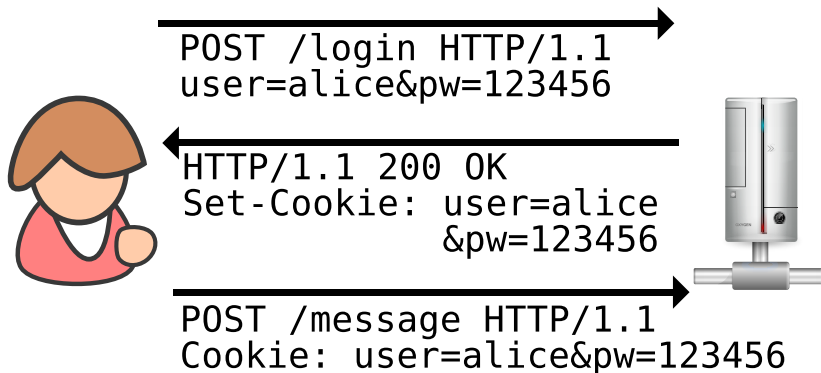 POST /login HTTP/1.1
user=alice&pw=123456
HTTP/1.1 200 OK
Set-Cookie: user=alice
&pw=123456
POST /message HTTP/1.1
Cookie: user=alice&pw=123456